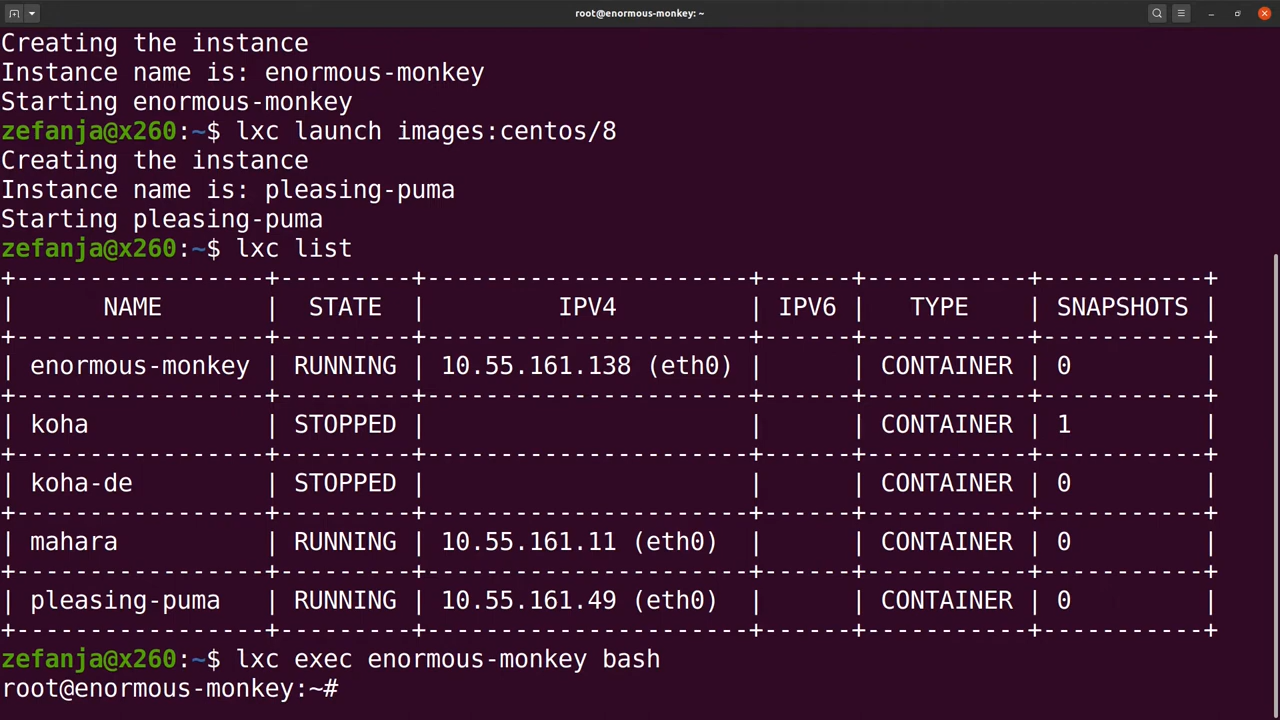 root@enormous-monkey: ~
Creating the instance
Instance name is: enormous-monkey
Starting enormous-monkey
zefanja@x260:~$ lxc launch images:centos/8
Creating the instance
Instance name is: pleasing-puma
Starting pleasing-puma
zefanja@x260:~$ lxc list
+-----------------+---------+-----------------------+------+-----------+-----------+
|      NAME       |  STATE  |         IPV4          | IPV6 |   TYPE    | SNAPSHOTS |
+-----------------+---------+-----------------------+------+-----------+-----------+
| enormous-monkey | RUNNING | 10.55.161.138 (eth0)  |      | CONTAINER | 0         |
+-----------------+---------+-----------------------+------+-----------+-----------+
| koha            | STOPPED |                       |      | CONTAINER | 1         |
+-----------------+---------+-----------------------+------+-----------+-----------+
| koha-de         | STOPPED |                       |      | CONTAINER | 0         |
+-----------------+---------+-----------------------+------+-----------+-----------+
| mahara          | RUNNING | 10.55.161.11 (eth0)   |      | CONTAINER | 0         |
+-----------------+---------+-----------------------+------+-----------+-----------+
| pleasing-puma   | RUNNING | 10.55.161.49 (eth0)   |      | CONTAINER | 0         |
+-----------------+---------+-----------------------+------+-----------+-----------+
zefanja@x260:~$ lxc exec enormous-monkey bash
root@enormous-monkey:~#